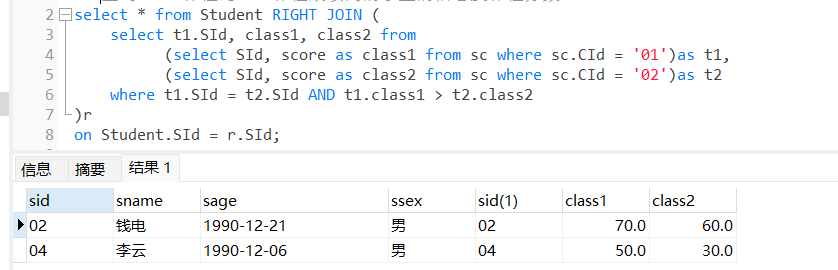 2 select * from Student RIGHT JOIN (
3 select t1.SId, class1, class2 from
4 (select SId, score as class1 from sc where sc.CId = '01')as t1,
5 (select SId, score as class2 from sc where sc.CId = '02')as t2
6 where t1.SId = t2.SId AND t1.class1 > t2.class2
7 )r
8 on Student.SId = r.SId;
信息 摘要 结果 1
sid sname sage ssex sid(1) class1 class2
02 钱电 1990-12-21 男 02 70.0 60.0
04 李云 1990-12-06 男 04 50.0 30.0